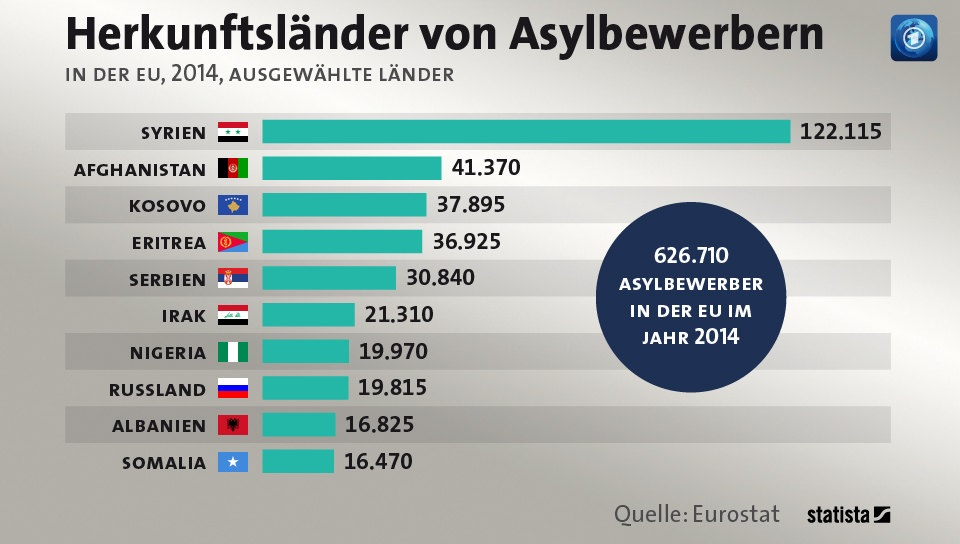 Herkunftsländer von Asylbewerbern
IN DER EU, 2014, AUSGEWÄHLTE LÄNDER
SYRIEN 122.115
AFGHANISTAN 41.370
KOSOVO 37.895
ERITREA 36.925
SERBIEN 30.840
IRAK 21.310
NIGERIA 19.970
RUSSLAND 19.815
ALBANIEN 16.825
SOMALIA 16.470
626.710
ASYLBEWERBER
IN DER EU IM
JAHR 2014
Quelle: Eurostat statista